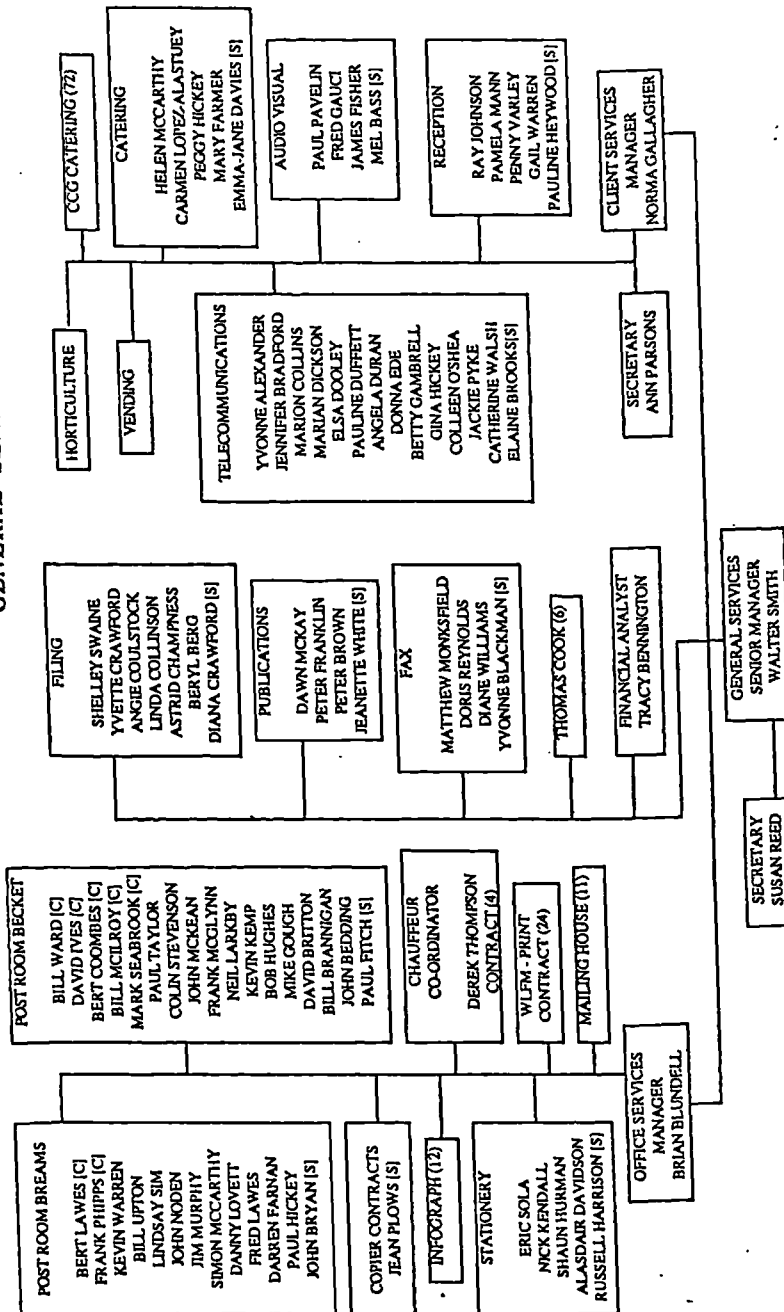 POST ROOM BREAMS
BERT LAWES [C]
FRANK PHIPPS [C]
KEVIN WARREN
BILL UPTON
LINDSAY SIM
JOHN NODEN
JIM MURPHY
SIMON MCCARTHY
DANNY LOVETT
FRED LAWES
DARREN FARNAN
PAUL HICKEY
JOHN BRYAN [S]
COPIER CONTRACTS
JEAN PLOWS [S]
INFOGRAPH (12)
STATIONERY
ERIC SOLA
NICK KENDALL
SHAUN HURMAN
ALASDAIR DAVIDSON
RUSSELL HARRISON [S]
POST ROOM BECKET
BILL WARD [C]
DAVID IVES [C]
BERT COOMBES [C]
BILL MCILROY [C]
MARK SEABROOK [C]
PAUL TAYLOR
COLIN STEVENSON
JOHN MCKEAN
FRANK MCGLYNN
NEIL LARKBY
KEVIN KEMP
BOB HUGHES
MIKE GOUGH
DAVID BRITTON
BILL BRANNIGAN
JOHN BEDDING
PAUL FITCH [S]
CHAUFFEUR
CO-ORDINATOR
DEREK THOMPSON
CONTRACT (4)
WLFM - PRINT
CONTRACT (24)
MAILING HOUSE (11)
OFFICE SERVICES
MANAGER
BRIAN BLUNDELL
FILING
SHELLEY SWAINE
YVETTE CRAWFORD
ANGIE COULSTOCK
LINDA COLLINSON
ASTRID CHAMPNESS
BERYL BERG
DIANA CRAWFORD [S]
PUBLICATIONS
DAWN MCKAY
PETER FRANKLIN
PETER BROWN
JEANETTE WHITE [S]
FAX
MATTHEW MONKSFIELD
DORIS REYNOLDS
DIANE WILLIAMS
YVONNE BLACKMAN [S]
THOMAS COOK (6)
FINANCIAL ANALYST
TRACY BENNINGTON
SECRETARY
SUSAN REED
GENERAL SERVICES
SENIOR MANAGER
WALTER SMITH
HORTICULTURE
VENDING
TELECOMMUNICATIONS
YVONNE ALEXANDER
JENNIFER BRADFORD
MARION COLLINS
MARIAN DICKSON
ELSA DOOLEY
PAULINE DUFFETT
ANGELA DURAN
DONNA EDE
BETTY GAMBRELL
GINA HICKEY
COLLEEN O'SHEA
JACKIE PYKE
CATHERINE WALSH
ELAINE BROOKS[S]
SECRETARY
ANN PARSONS
CCG CATERING (72)
CATERING
HELEN MCCARTHY
CARMEN LOPEZ-ALASTUEY
PEGGY HICKEY
MARY FARMER
EMMA-JANE DAVIES [S]
AUDIO VISUAL
PAUL PAVELIN
FRED GAUCI
JAMES FISHER
MEL BASS [S]
RECEPTION
RAY JOHNSON
PAMELA MANN
PENNY VARLEY
GAIL WARREN
PAULINE HEYWOOD [S]
CLIENT SERVICES
MANAGER
NORMA GALLAGHER